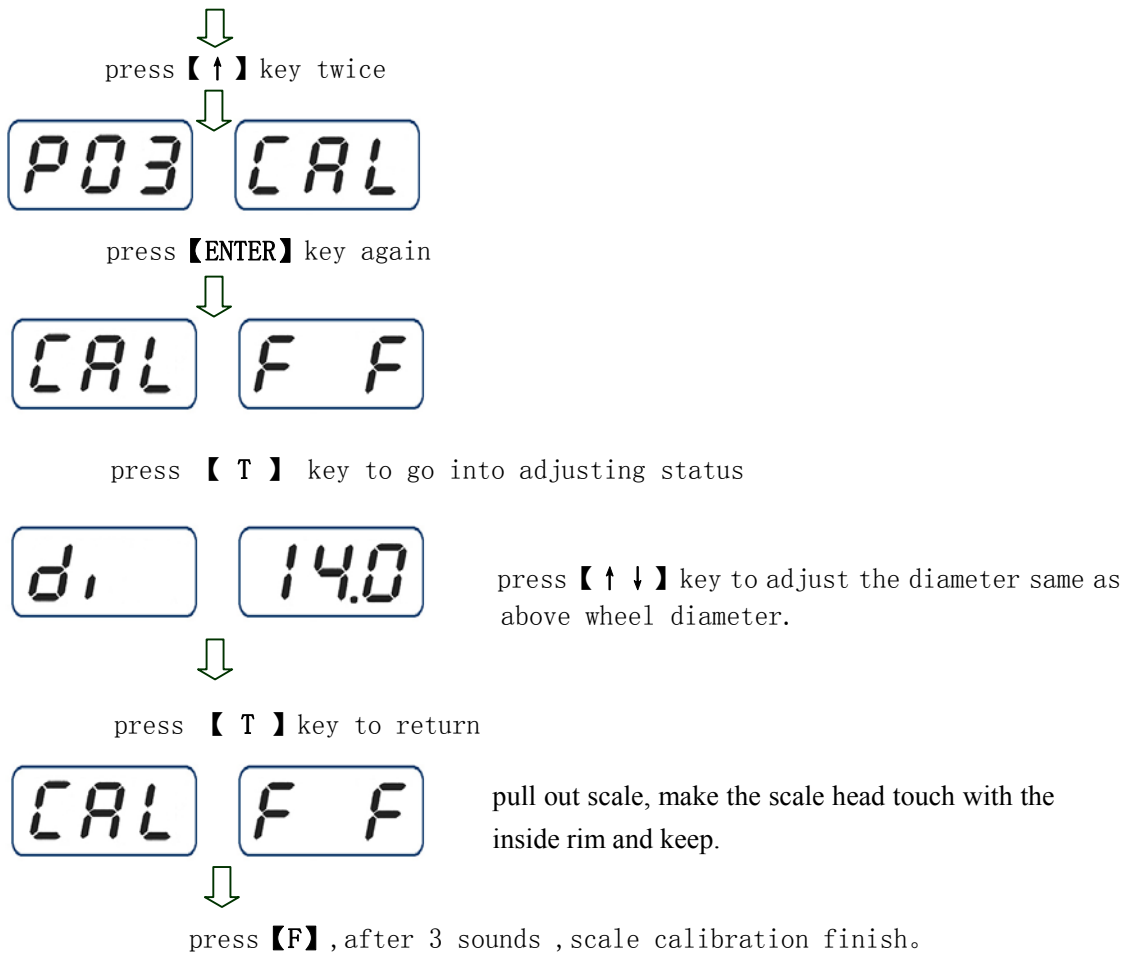 press【↑】key twice
P03 CAL
press【ENTER】key again
CAL F F
press 【 T 】 key to go into adjusting status
di 14.0
press【↑↓】key to adjust the diameter same as
above wheel diameter.
press 【 T 】key to return
CAL F F
pull out scale, make the scale head touch with the
inside rim and keep.
press【F】,after 3 sounds ,scale calibration finish。